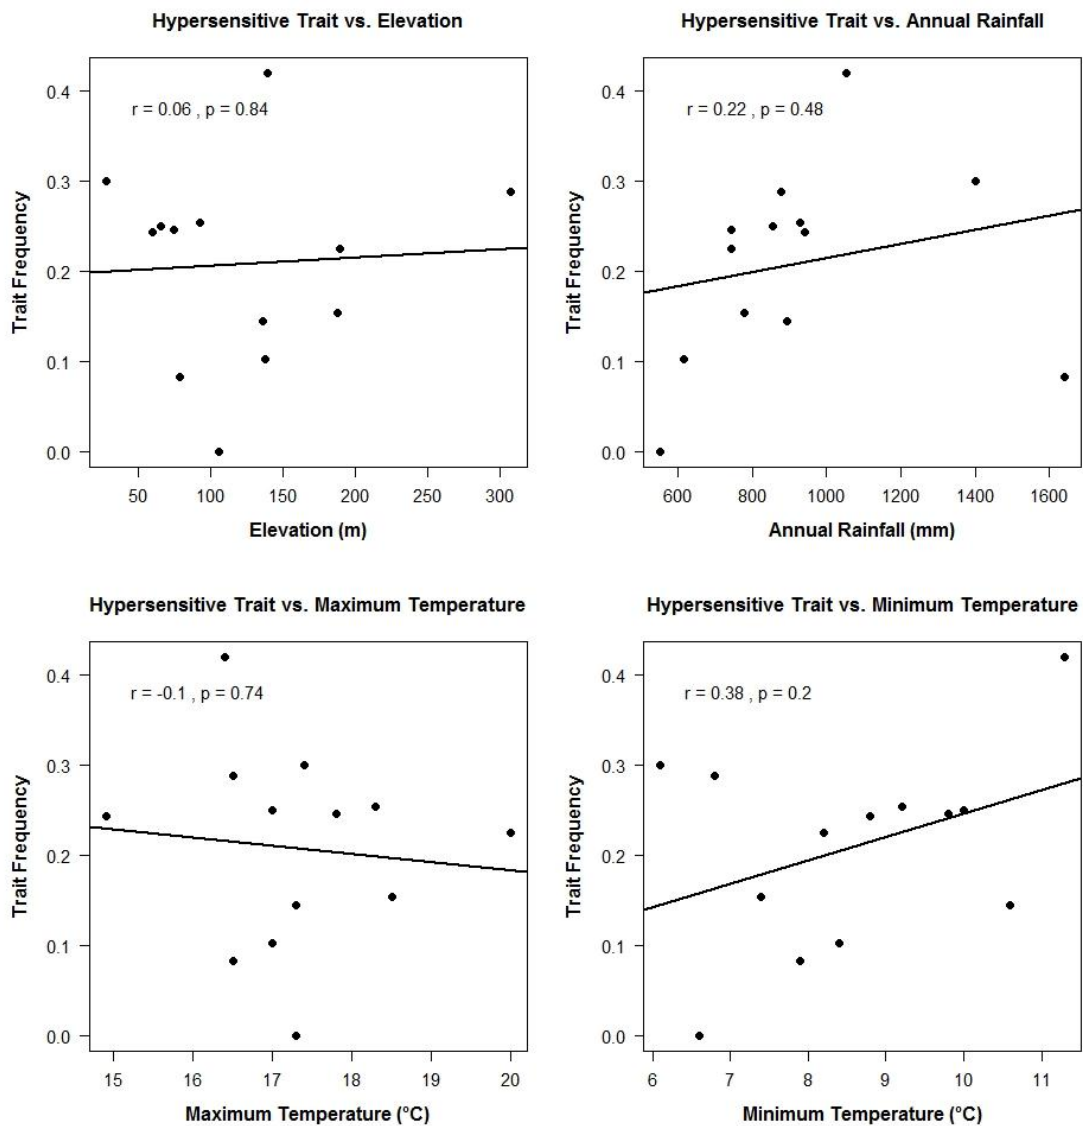 Hypersensitive Trait vs. Elevation
r = 0.06 , p = 0.84
Trait Frequency
0.4
0.3
0.2
0.1
0.0
50 100 150 200 250 300
Elevation (m)
Hypersensitive Trait vs. Annual Rainfall
r = 0.22 , p = 0.48
Trait Frequency
0.4
0.3
0.2
0.1
0.0
600 800 1000 1200 1400 1600
Annual Rainfall (mm)
Hypersensitive Trait vs. Maximum Temperature
r = -0.1 , p = 0.74
Trait Frequency
0.4
0.3
0.2
0.1
0.0
15 16 17 18 19 20
Maximum Temperature (°C)
Hypersensitive Trait vs. Minimum Temperature
r = 0.38 , p = 0.2
Trait Frequency
0.4
0.3
0.2
0.1
0.0
6 7 8 9 10 11
Minimum Temperature (°C)